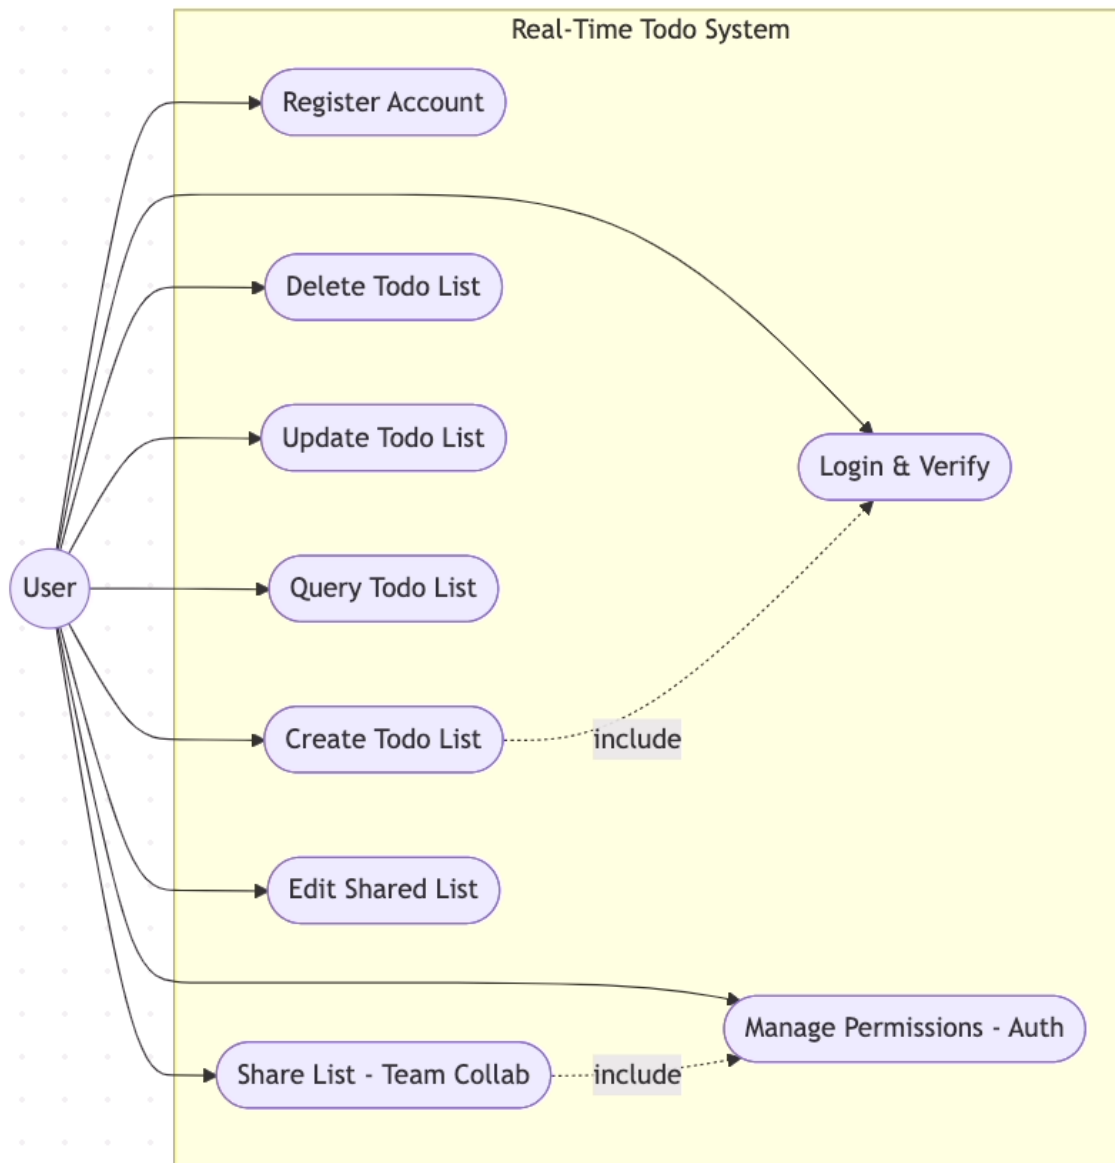 Real-Time Todo System
Register Account
Delete Todo List
Update Todo List
Login & Verify
User
Query Todo List
Create Todo List
include
Edit Shared List
Manage Permissions - Auth
Share List - Team Collab
include